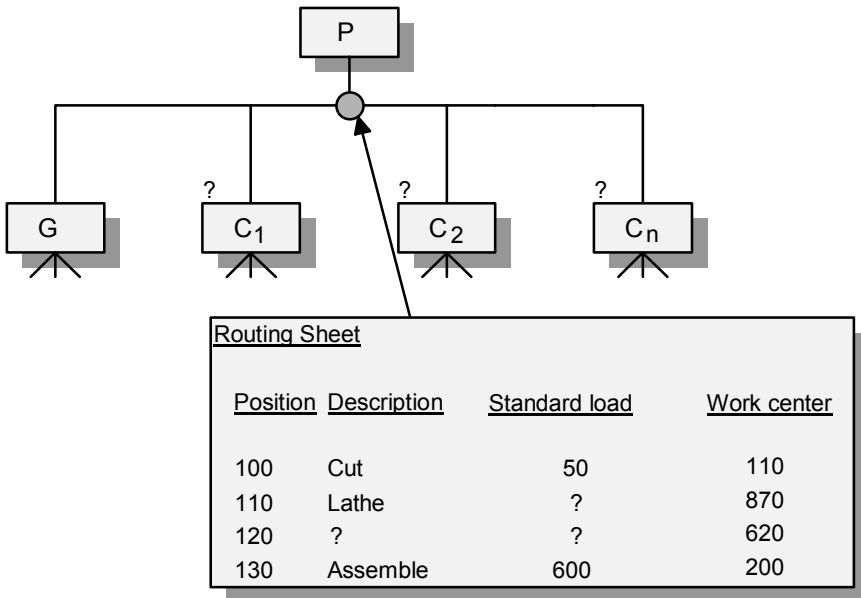 P
? ? ?
G C1 C2 Cn
Routing Sheet
Position Description Standard load Work center
100 Cut 50 110
110 Lathe ? 870
120 ? ? 620
130 Assemble 600 200